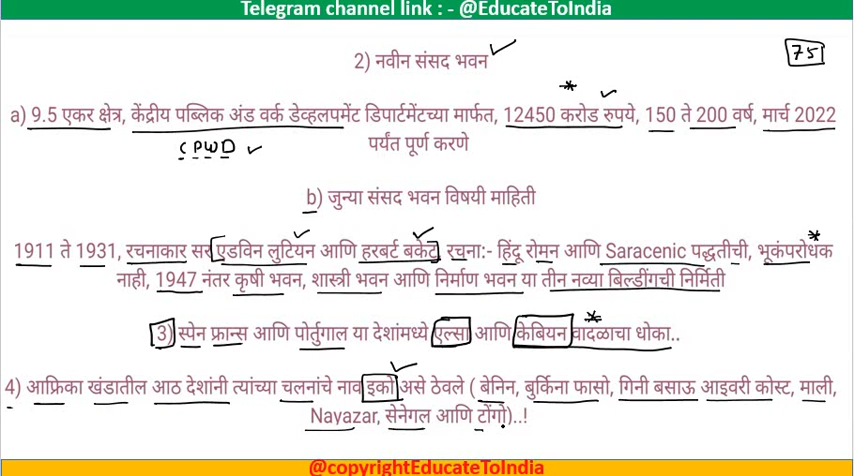 Telegram channel link : - @EducateToIndia
2) नवीन संसद भवन
75
a) 9.5 एकर क्षेत्र, केंद्रीय पब्लिक अंड वर्क डेव्हलपमेंट डिपार्टमेंटच्या मार्फत, 12450 करोड रुपये, 150 ते 200 वर्ष, मार्च 2022
पर्यंत पूर्ण करणे
CPWD
b) जुन्या संसद भवन विषयी माहिती
1911 ते 1931, रचनाकार सर एडविन लुटियन आणि हरबर्ट बकेट, रचना:- हिंदू रोमन आणि Saracenic पद्धतीची, भूकंपरोधक
नाही, 1947 नंतर कृषी भवन, शास्त्री भवन आणि निर्माण भवन या तीन नव्या बिल्डींगची निर्मिती
3) स्पेन फ्रान्स आणि पोर्तुगाल या देशांमध्ये एल्सा आणि केबियन वादळाचा धोका..
4) आफ्रिका खंडातील आठ देशांनी त्यांच्या चलनांचे नाव इको असे ठेवले ( बेनिन, बुर्किना फासो, गिनी बसाऊ आइवरी कोस्ट, माली,
Nayazar, सेनेगल आणि टोंगो)..!
@copyrightEducateToIndia